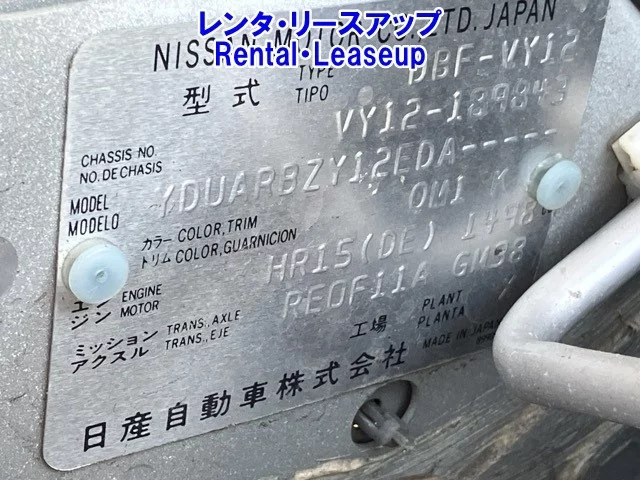 レンタ・リースアップ
Rental・Leaseup
NISSAN MOTOR CO., LTD. JAPAN
型式 TYPE TIPO DBF-VY12
CHASSIS NO. NO. DE CHASIS VY12-189843
MODEL MODELO YDUARBZY12EDA-----
カラー COLOR, TRIM
トリム COLOR, GUARNICION
エンジン ENGINE MOTOR HR15(DE)
ミッション TRANS., AXLE
アクスル TRANS., EJE
RE0F11A GM38
工場 PLANT PLANTA
日産自動車株式会社
MADE IN JAPAN